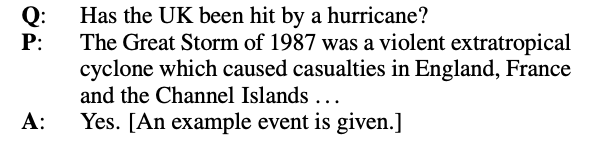 Q: Has the UK been hit by a hurricane?
P: The Great Storm of 1987 was a violent extratropical
cyclone which caused casualties in England, France
and the Channel Islands ...
A: Yes. [An example event is given.]